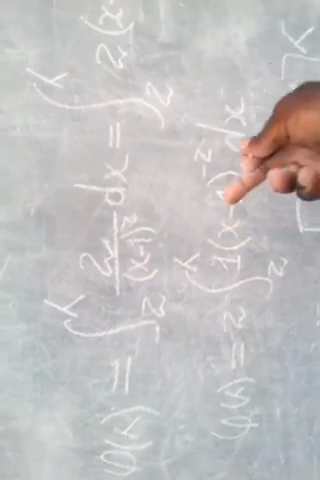 φ(x) = ∫₂ˣ 2x/(x-1)² dx = ∫₂ˣ 2(x
φ(x) = 2 ∫₂ˣ 1(x-1)⁻² dx